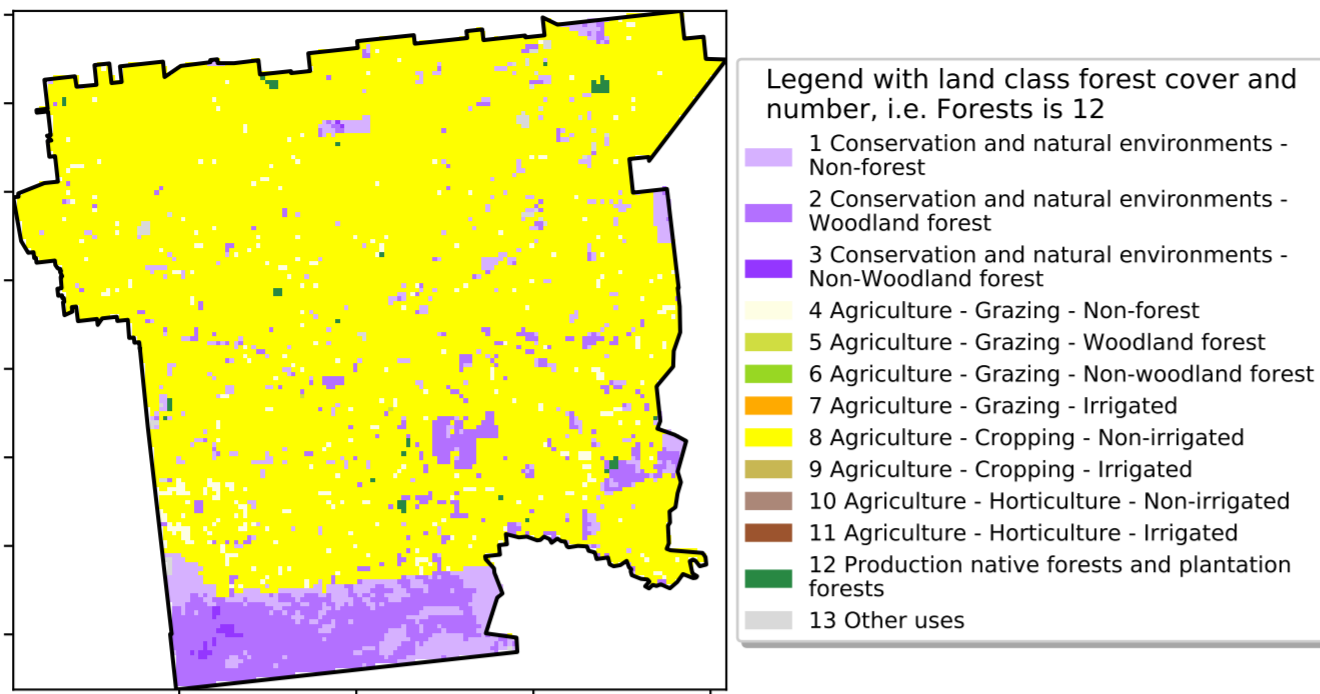 Legend with land class forest cover and
number, i.e. Forests is 12
1 Conservation and natural environments -
Non-forest
2 Conservation and natural environments -
Woodland forest
3 Conservation and natural environments -
Non-Woodland forest
4 Agriculture - Grazing - Non-forest
5 Agriculture - Grazing - Woodland forest
6 Agriculture - Grazing - Non-woodland forest
7 Agriculture - Grazing - Irrigated
8 Agriculture - Cropping - Non-irrigated
9 Agriculture - Cropping - Irrigated
10 Agriculture - Horticulture - Non-irrigated
11 Agriculture - Horticulture - Irrigated
12 Production native forests and plantation
forests
13 Other uses